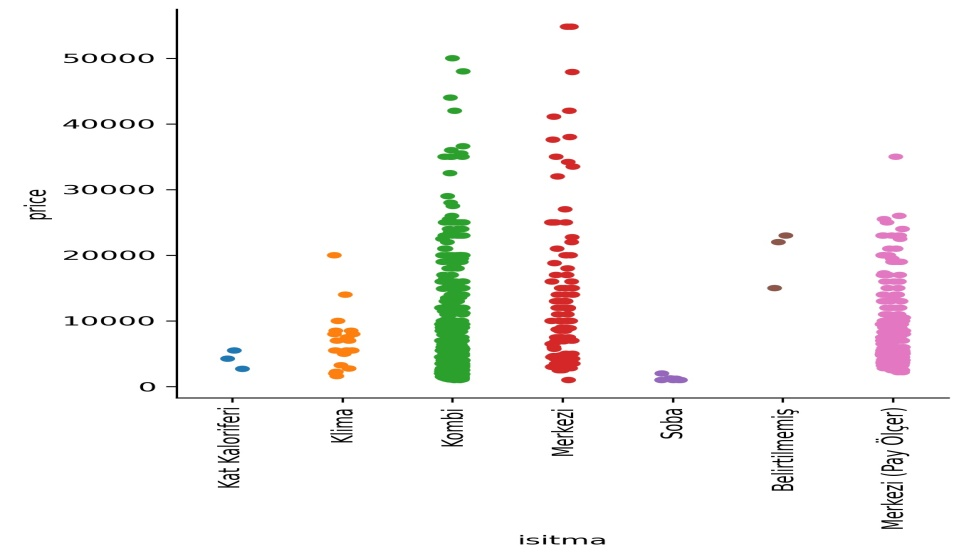 50000
40000
30000
20000
10000
0
price
Kat Kaloriferi
Klima
Kombi
Merkezi
Soba
Belirtilmemiş
Merkezi (Pay Ölçer)
isitma